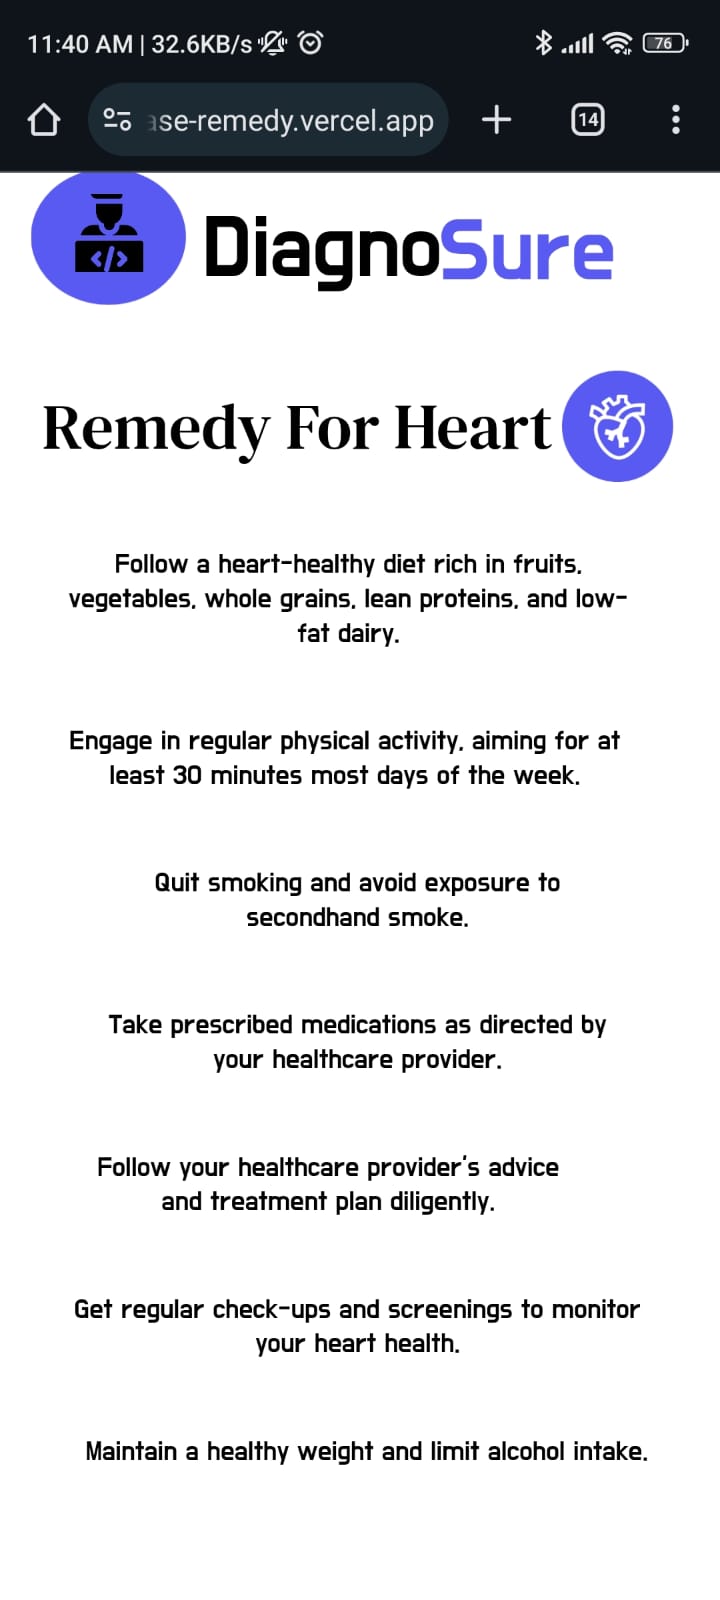 11:40 AM | 32.6KB/s 76
ase-remedy.vercel.app 14
</>
DiagnoSure
Remedy For Heart
Follow a heart-healthy diet rich in fruits,
vegetables, whole grains, lean proteins, and low-
fat dairy.
Engage in regular physical activity, aiming for at
least 30 minutes most days of the week.
Quit smoking and avoid exposure to
secondhand smoke.
Take prescribed medications as directed by
your healthcare provider.
Follow your healthcare provider's advice
and treatment plan diligently.
Get regular check-ups and screenings to monitor
your heart health.
Maintain a healthy weight and limit alcohol intake.